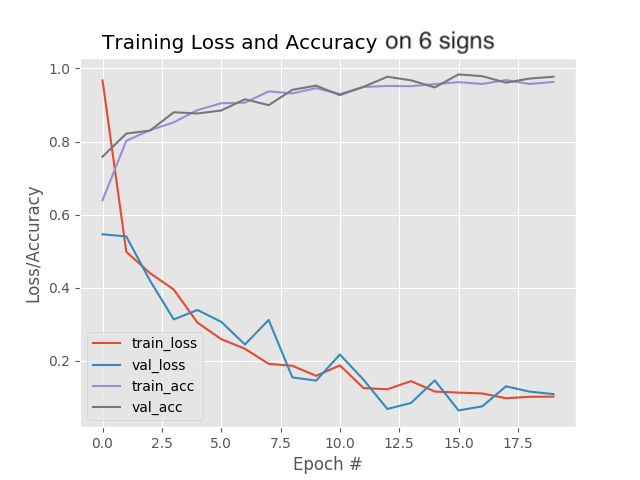 Training Loss and Accuracy on 6 signs
Loss/Accuracy
1.0
0.8
0.6
0.4
0.2
train_loss
val_loss
train_acc
val_acc
0.0 2.5 5.0 7.5 10.0 12.5 15.0 17.5
Epoch #